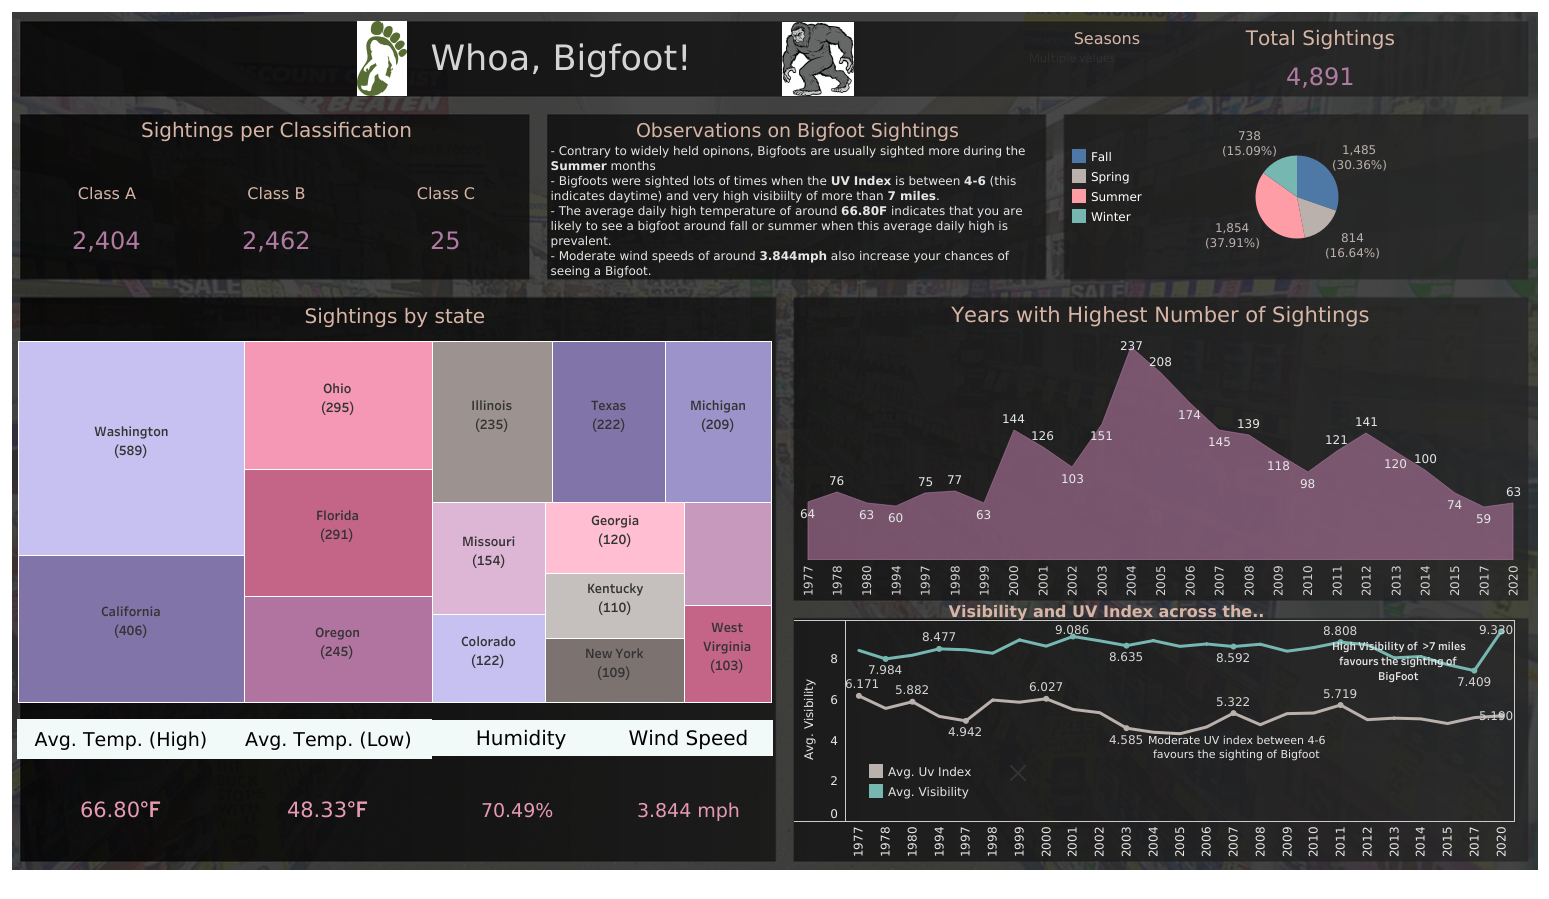 Whoa, Bigfoot!
Seasons
Multiple values
Total Sightings
4,891
Sightings per Classification
Class A
Class B
Class C
2,404
2,462
25
Observations on Bigfoot Sightings
- Contrary to widely held opinons, Bigfoots are usually sighted more during the
Summer months
- Bigfoots were sighted lots of times when the UV Index is between 4-6 (this
indicates daytime) and very high visibiilty of more than 7 miles.
- The average daily high temperature of around 66.80F indicates that you are
likely to see a bigfoot around fall or summer when this average daily high is
prevalent.
- Moderate wind speeds of around 3.844mph also increase your chances of
seeing a Bigfoot.
Fall
Spring
Summer
Winter
738
(15.09%)
1,485
(30.36%)
1,854
(37.91%)
814
(16.64%)
Sightings by state
Washington
(589)
California
(406)
Ohio
(295)
Florida
(291)
Oregon
(245)
Illinois
(235)
Texas
(222)
Michigan
(209)
Missouri
(154)
Colorado
(122)
Georgia
(120)
Kentucky
(110)
New York
(109)
West
Virginia
(103)
Avg. Temp. (High)
Avg. Temp. (Low)
Humidity
Wind Speed
66.80°F
48.33°F
70.49%
3.844 mph
Years with Highest Number of Sightings
64
76
63
60
75
77
63
144
126
103
151
237
208
174
145
139
118
98
121
141
120
100
74
59
63
1977
1978
1980
1994
1997
1998
1999
2000
2001
2002
2003
2004
2005
2006
2007
2008
2009
2010
2011
2012
2013
2014
2015
2017
2020
Visibility and UV Index across the..
Avg. Visibility
8
6
4
2
0
7.984
8.477
9.086
8.635
8.592
8.808
7.409
9.330
High Visibility of >7 miles
favours the sighting of
BigFoot
6.171
5.882
4.942
6.027
4.585
5.322
5.719
5.190
Moderate UV index between 4-6
favours the sighting of Bigfoot
Avg. Uv Index
Avg. Visibility
1977
1978
1980
1994
1997
1998
1999
2000
2001
2002
2003
2004
2005
2006
2007
2008
2009
2010
2011
2012
2013
2014
2015
2017
2020
SALE
SALE
COUNT
BEATEN